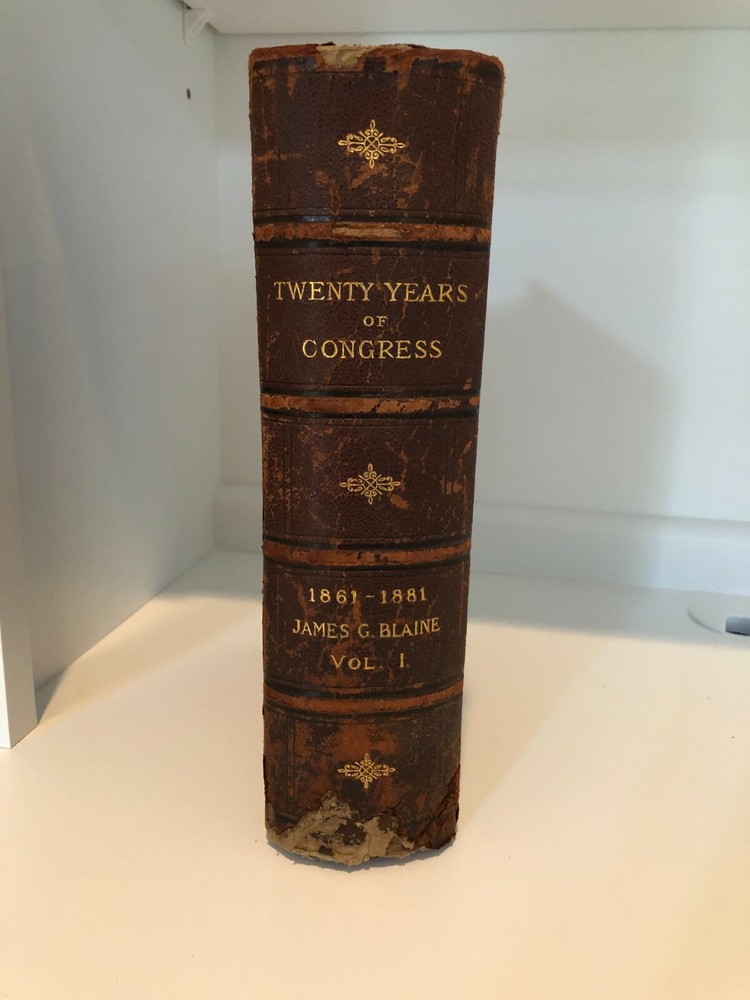 TWENTY YEARS
OF
CONGRESS
1861-1881
JAMES G. BLAINE
VOL. I.